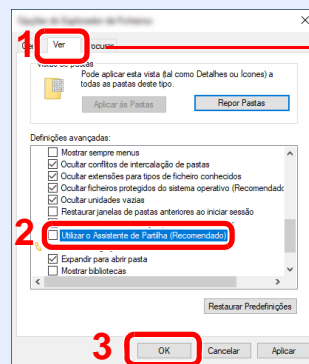 1
Ver
Procurar
Vistas de pastas
Pode aplicar esta vista (tal como Detalhes ou Ícones) a
todas as pastas deste tipo.
Aplicar às Pastas
Repor Pastas
Definições avançadas:
Mostrar sempre menus
Ocultar conflitos de intercalação de pastas
Ocultar extensões para tipos de ficheiro conhecidos
Ocultar ficheiros protegidos do sistema operativo (Recomendado
Ocultar unidades vazias
Restaurar janelas de pastas anteriores ao iniciar sessão
2
Utilizar o Assistente de Partilha (Recomendado)
Expandir para abrir pasta
Mostrar bibliotecas
Restaurar Predefinições
3
OK
Cancelar
Aplicar